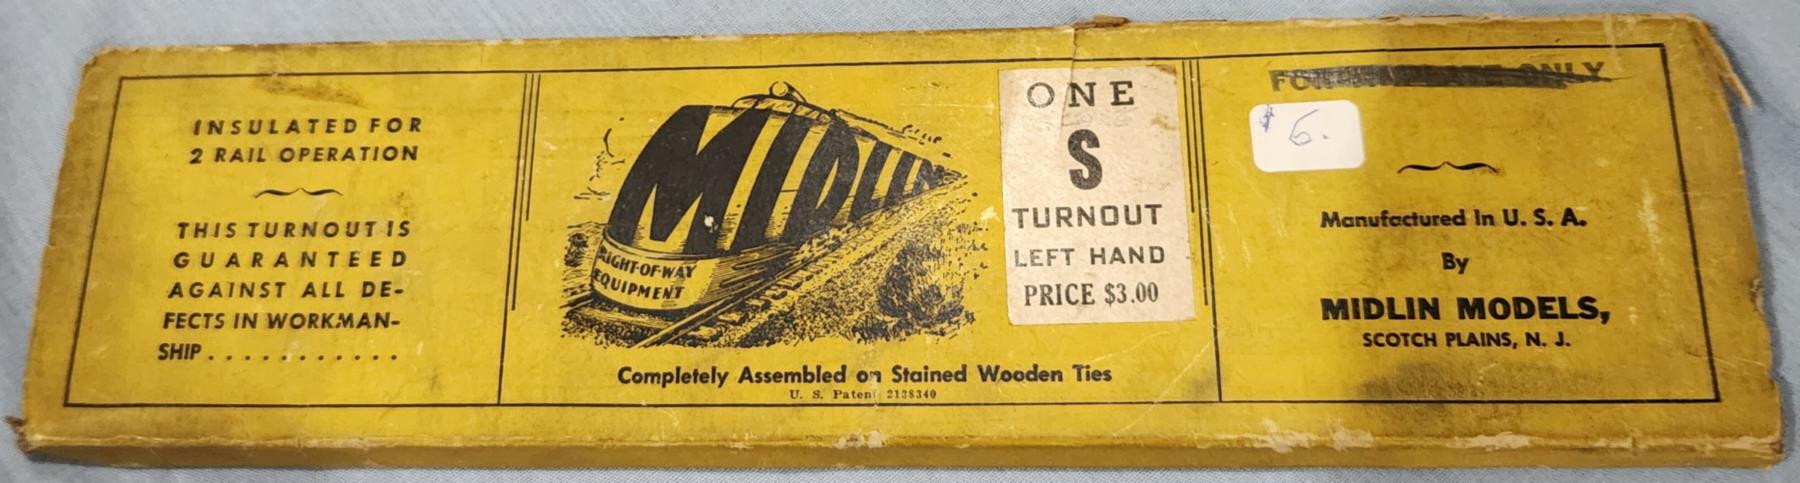 INSULATED FOR
2 RAIL OPERATION
THIS TURNOUT IS
GUARANTEED
AGAINST ALL DE-
FECTS IN WORKMAN-
SHIP . . . . . . . . . . .
MIDLIN
RIGHT-OF-WAY
EQUIPMENT
Completely Assembled on Stained Wooden Ties
U. S. Patent 2138340
ONE
S
TURNOUT
LEFT HAND
PRICE $3.00
ONLY
$6.
Manufactured In U. S. A.
By
MIDLIN MODELS,
SCOTCH PLAINS, N. J.